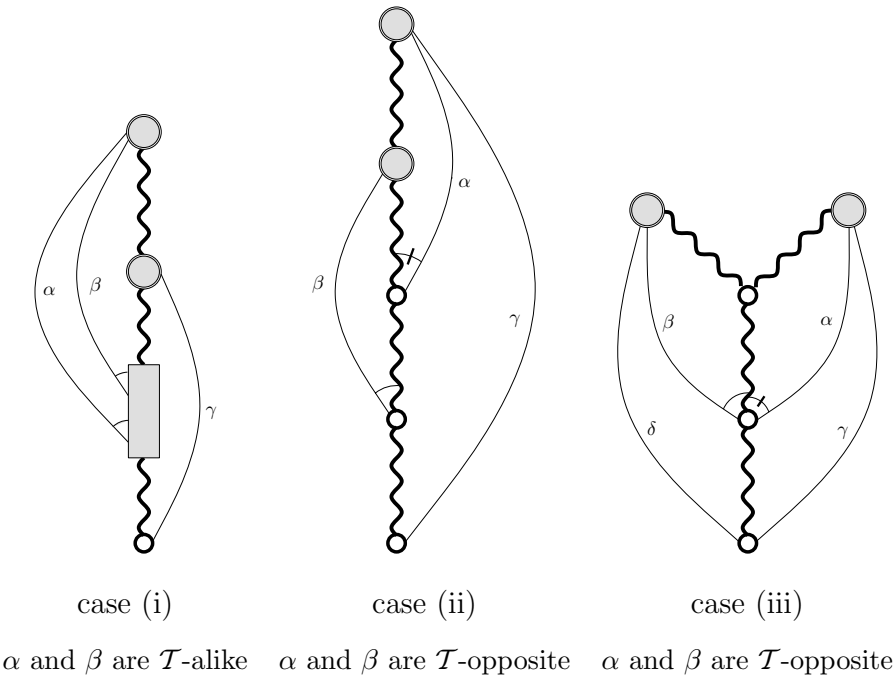 α
β
γ
β
α
γ
β
α
δ
γ
case (i)
case (ii)
case (iii)
α and β are 𝒯-alike
α and β are 𝒯-opposite
α and β are 𝒯-opposite